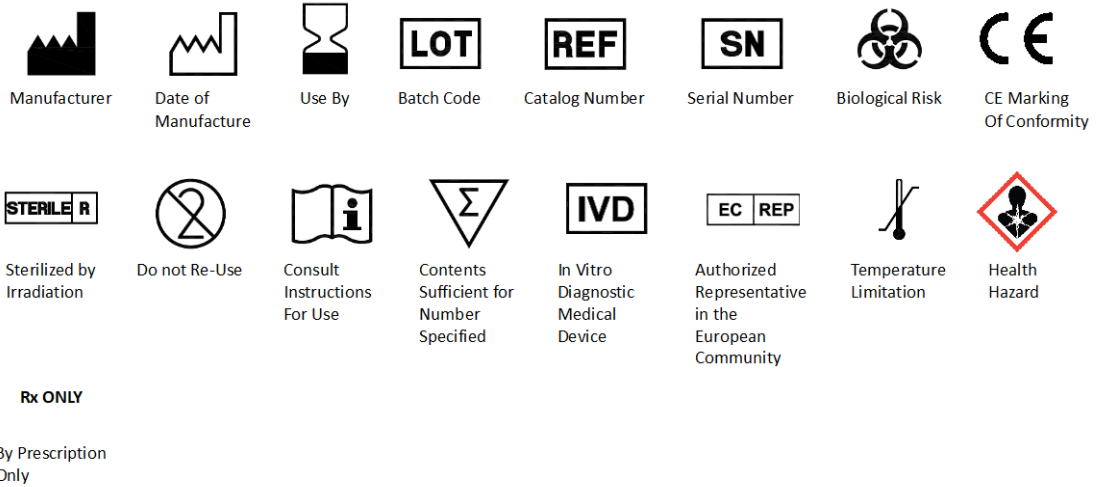 LOT
REF
SN
CE
Manufacturer
Date of
Manufacture
Use By
Batch Code
Catalog Number
Serial Number
Biological Risk
CE Marking
Of Conformity
STERILE R
2
i
Σ
IVD
EC REP
Sterilized by
Irradiation
Do not Re-Use
Consult
Instructions
For Use
Contents
Sufficient for
Number
Specified
In Vitro
Diagnostic
Medical
Device
Authorized
Representative
in the
European
Community
Temperature
Limitation
Health
Hazard
Rx ONLY
By Prescription
Only